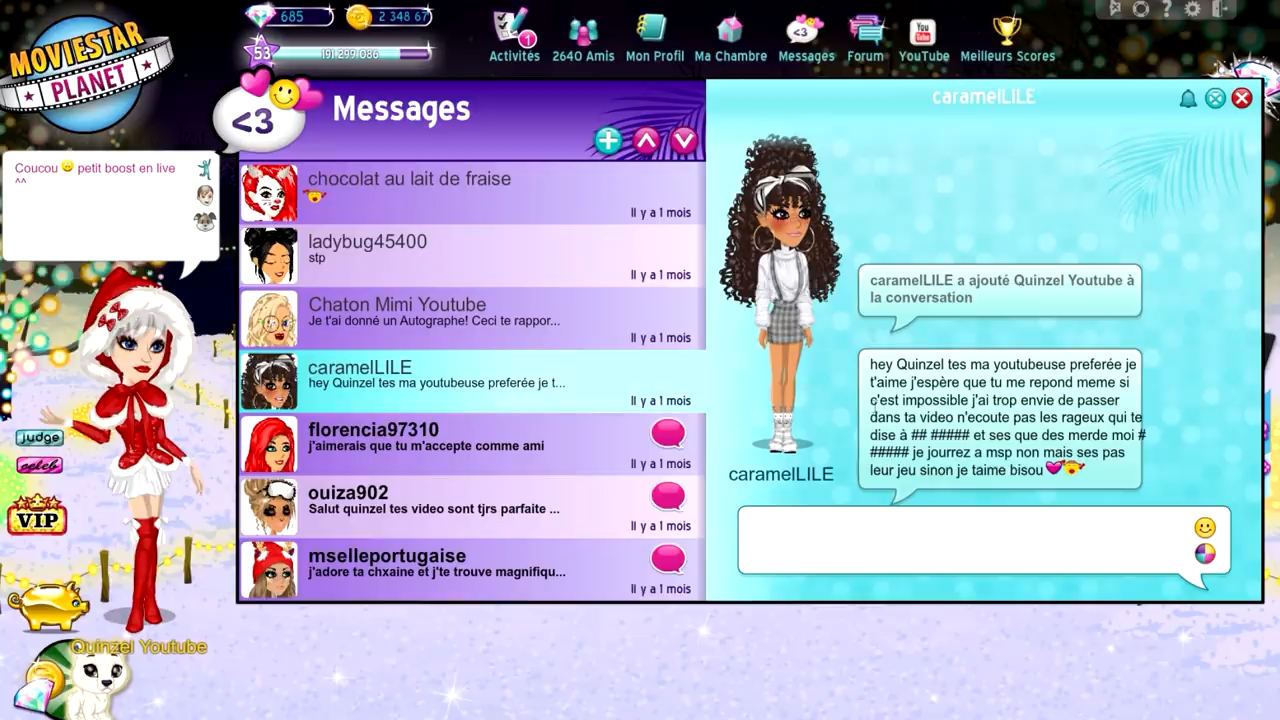 MOVIESTAR
PLANET
685
2 348 67
53
191.299.086
1
<3
Activités
2640 Amis
Mon Profil
Ma Chambre
Messages
Forum
You
Tube
YouTube
Meilleurs Scores
<3
Messages
Coucou petit boost en live
^^
judge
celeb
VIP
Quinzel Youtube
chocolat au lait de fraise
Il y a 1 mois
ladybug45400
stp
Il y a 1 mois
Chaton Mimi Youtube
Je t'ai donné un Autographe! Ceci te rappor...
Il y a 1 mois
caramelLILE
hey Quinzel tes ma youtubeuse preferée je t...
Il y a 1 mois
florencia97310
j'aimerais que tu m'accepte comme ami
Il y a 1 mois
ouiza902
Salut quinzel tes video sont tjrs parfaite ...
Il y a 1 mois
mselleportugaise
j'adore ta chxaine et j'te trouve magnifiqu...
Il y a 1 mois
caramelLILE
caramelLILE a ajouté Quinzel Youtube à
la conversation
hey Quinzel tes ma youtubeuse preferée je
t'aime j'espère que tu me repond meme si
c'est impossible j'ai trop envie de passer
dans ta video n'ecoute pas les rageux qui te
dise à ## ##### et ses que des merde moi #
##### je jourrez a msp non mais ses pas
leur jeu sinon je taime bisou
caramelLILE